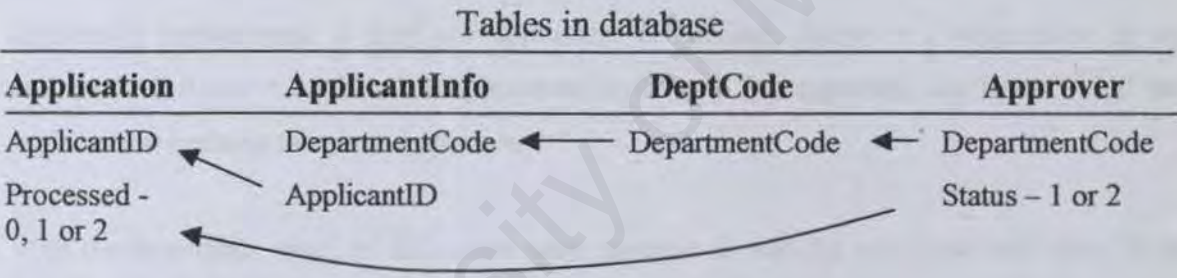 Tables in database
Application ApplicantInfo DeptCode Approver
ApplicantID DepartmentCode DepartmentCode DepartmentCode
Processed - ApplicantID Status – 1 or 2
0, 1 or 2